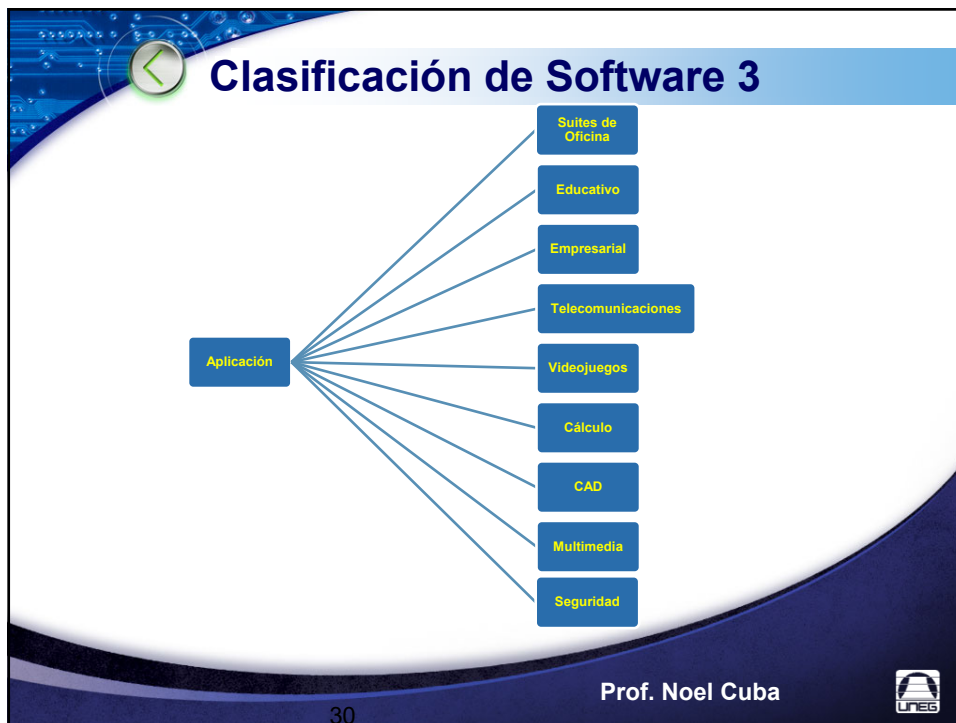 Clasificación de Software 3
Suites de
Oficina
Educativo
Empresarial
Telecomunicaciones
Aplicación
Videojuegos
Cálculo
CAD
Multimedia
Seguridad
Prof. Noel Cuba
UNEG
30